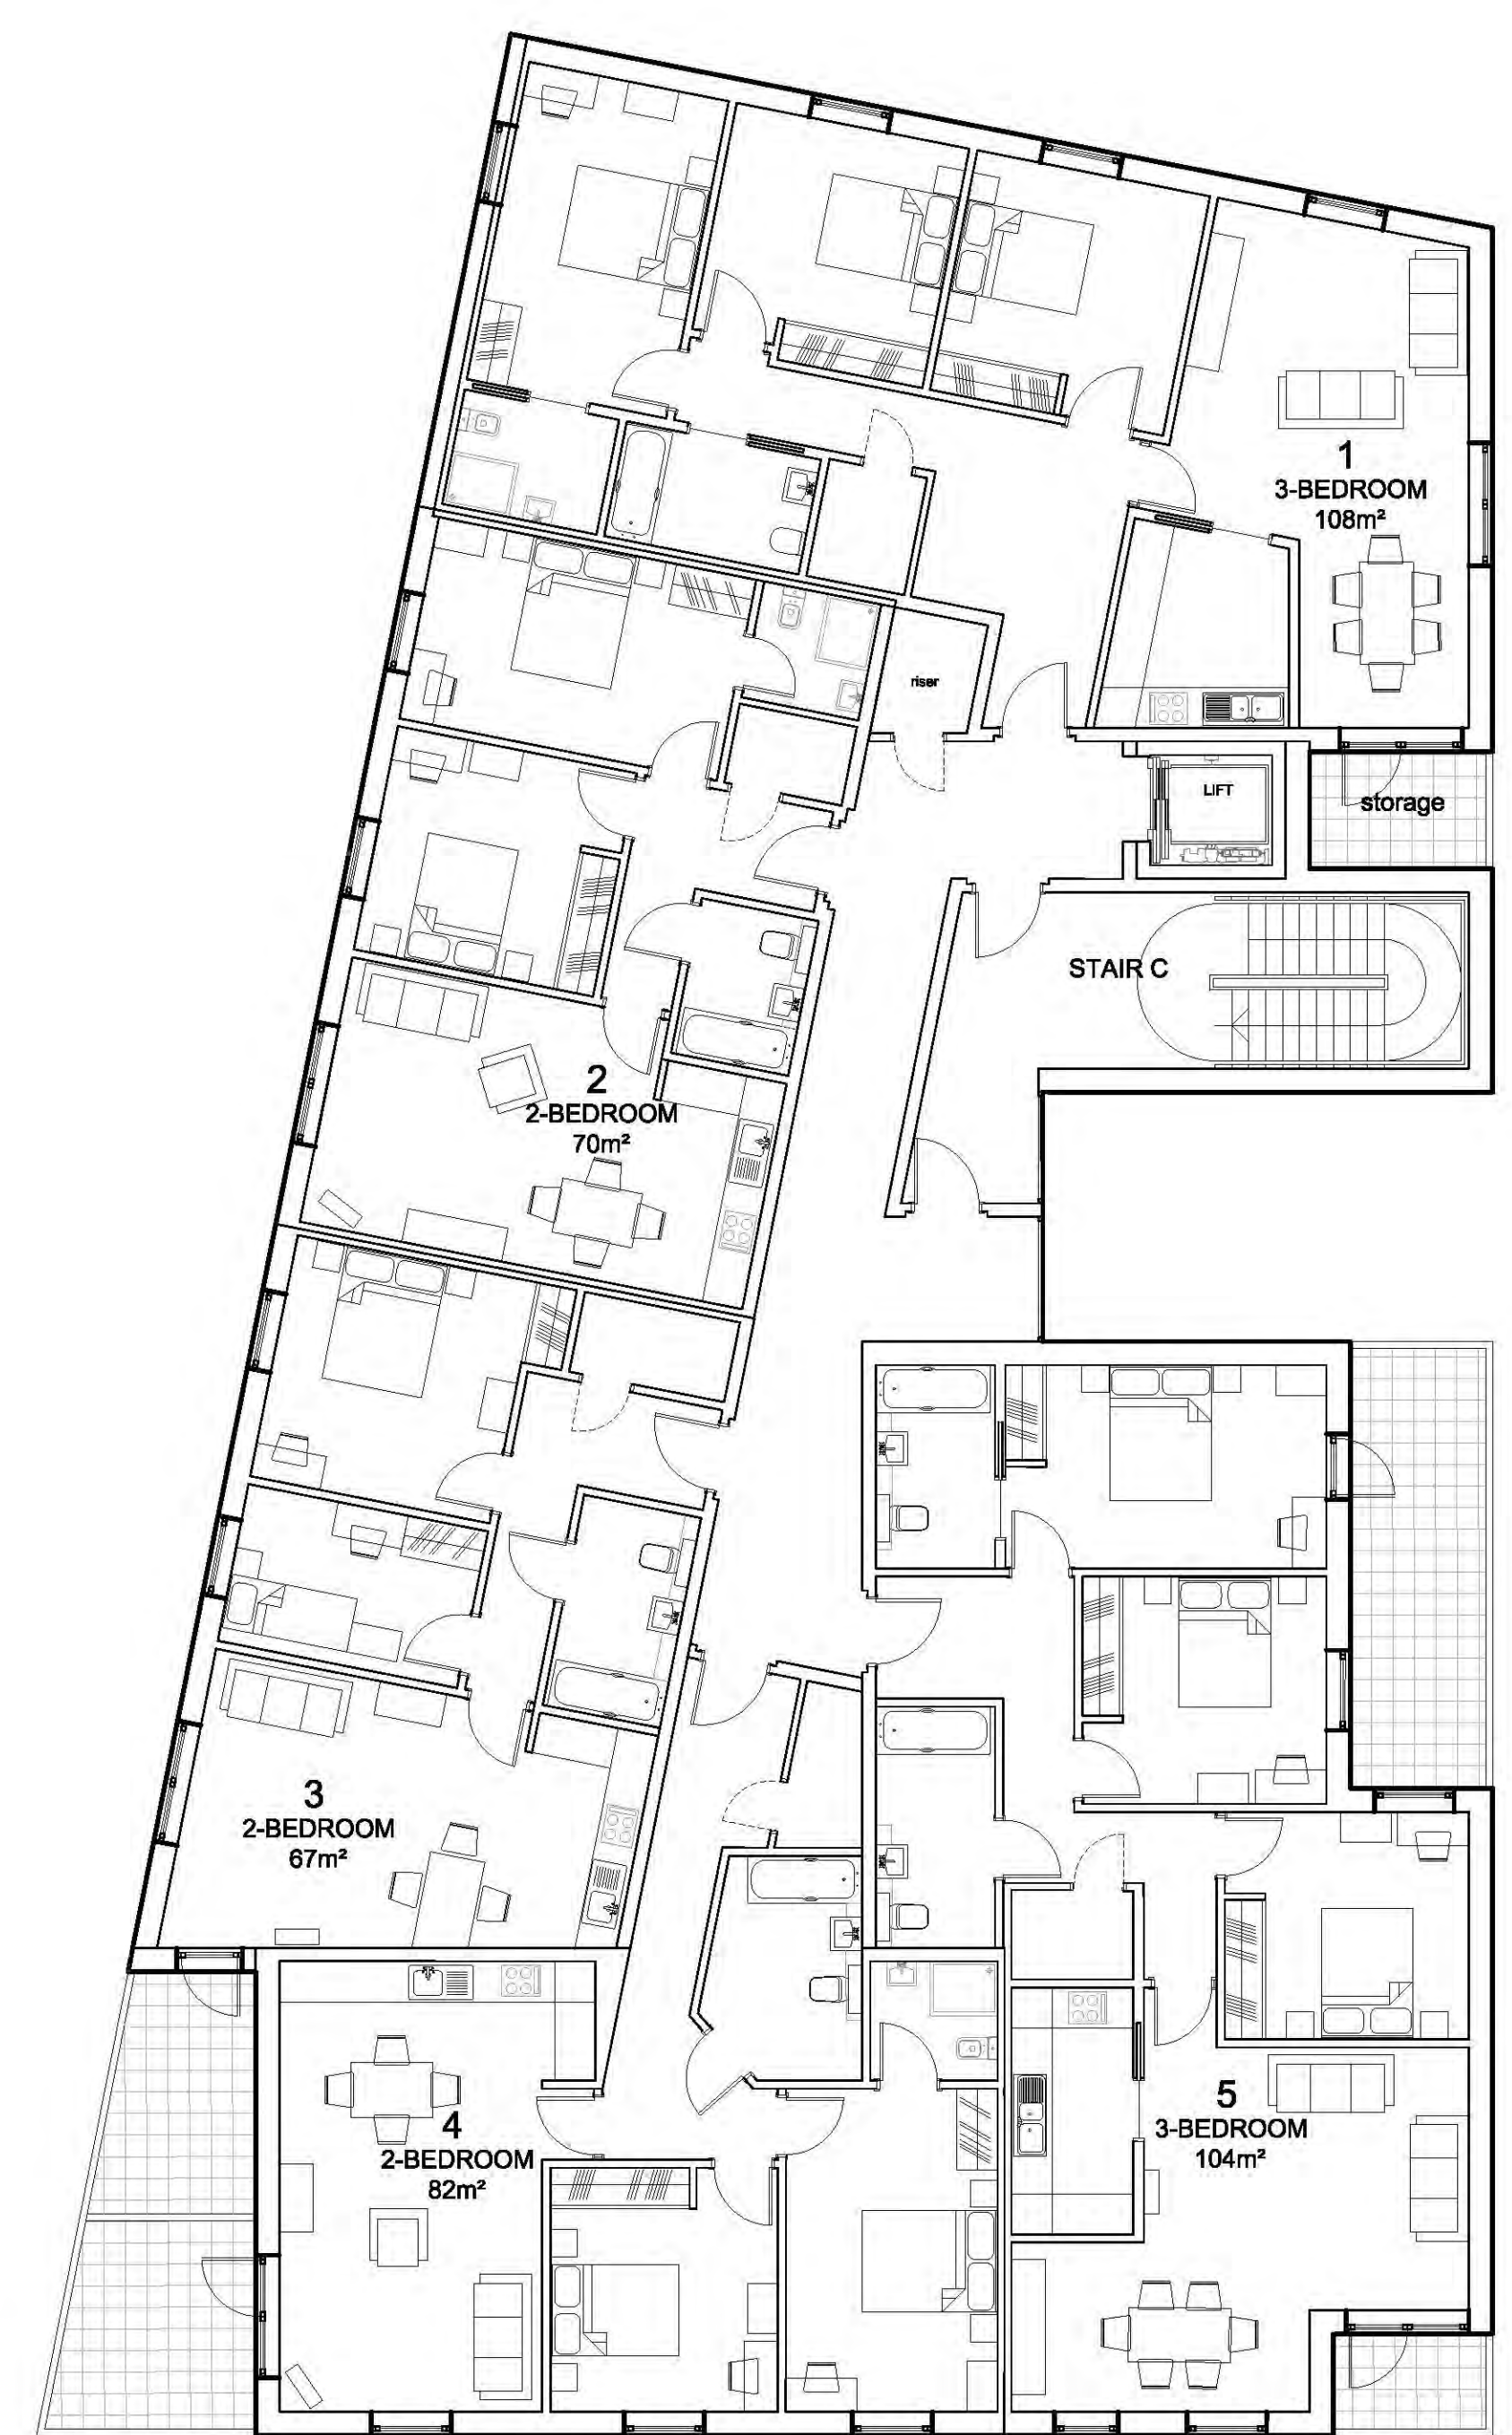 1
3-BEDROOM
108m²
riser
LIFT
storage
STAIR C
2
2-BEDROOM
70m²
3
2-BEDROOM
67m²
4
2-BEDROOM
82m²
5
3-BEDROOM
104m²